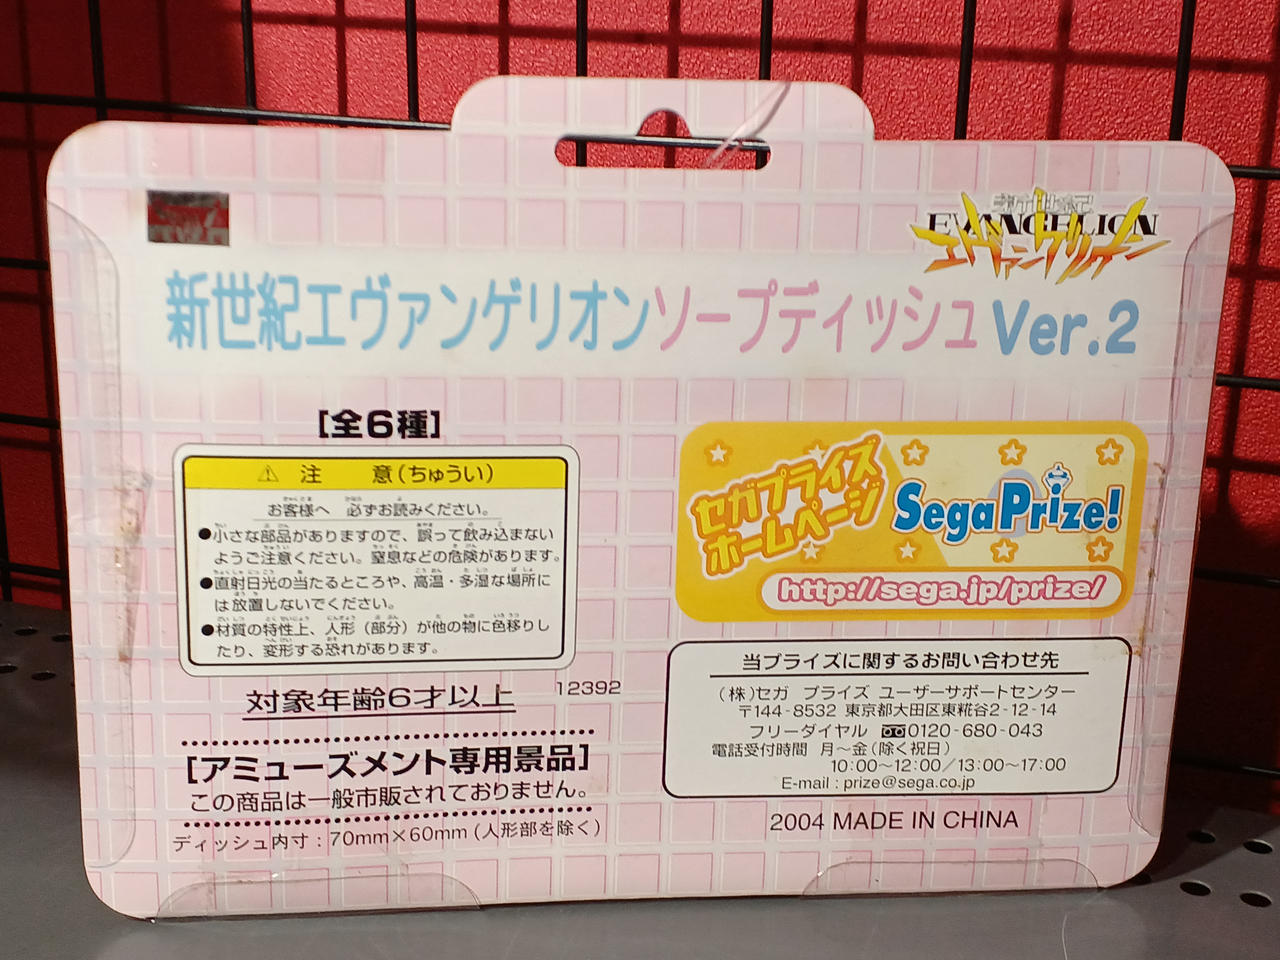 新世紀
EVANGELION
エヴァンゲリオン
新世紀エヴァンゲリオンソープディッシュ Ver.2
[全6種]
⚠ 注 意(ちゅうい)
お客様へ 必ずお読みください。
●小さな部品がありますので、誤って飲み込まない
ようご注意ください。窒息などの危険があります。
●直射日光の当たるところや、高温・多湿な場所に
は放置しないでください。
●材質の特性上、人形(部分)が他の物に色移りし
たり、変形する恐れがあります。
対象年齢6才以上
12392
[アミューズメント専用景品]
この商品は一般市販されておりません。
ディッシュ内寸:70mm×60mm(人形部を除く)
セガプライズ
ホームページ
SegaPrize!
http://sega.jp/prize/
当プライズに関するお問い合わせ先
(株)セガ プライズ ユーザーサポートセンター
〒144-8532 東京都大田区東糀谷2-12-14
フリーダイヤル 0120-680-043
電話受付時間 月~金(除く祝日)
10:00~12:00/13:00~17:00
E-mail:prize@sega.co.jp
2004 MADE IN CHINA